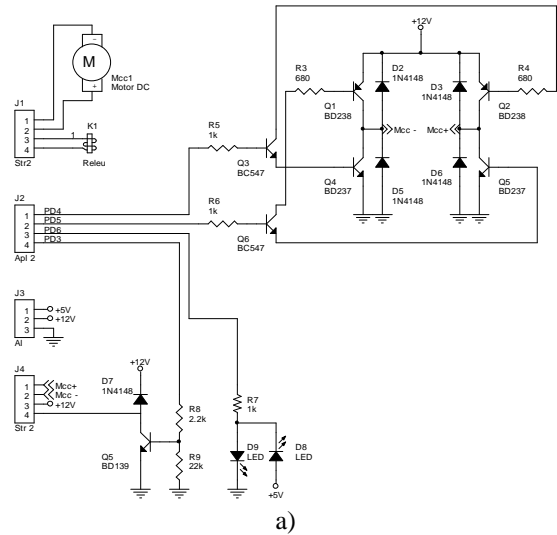 +12V
R3
680
D2
1N4148
D3
1N4148
R4
680
Q1
BD238
Q2
BD238
Mcc -
Mcc+
M
-
+
Mcc1
Motor DC
J1
1
2
3
4
Str2
K1
1
Releu
R5
1k
Q3
BC547
Q4
BD237
D5
1N4148
D6
1N4148
Q5
BD237
J2
1 PD4
2 PD5
3 PD6
4 PD3
Apl 2
R6
1k
Q6
BC547
J3
1 +5V
2 +12V
3
Al
J4
1 Mcc+
2 Mcc -
3 +12V
4
Str 2
+12V
D7
1N4148
R8
2.2k
R7
1k
Q5
BD139
R9
22k
D9
LED
D8
LED
+5V
a)